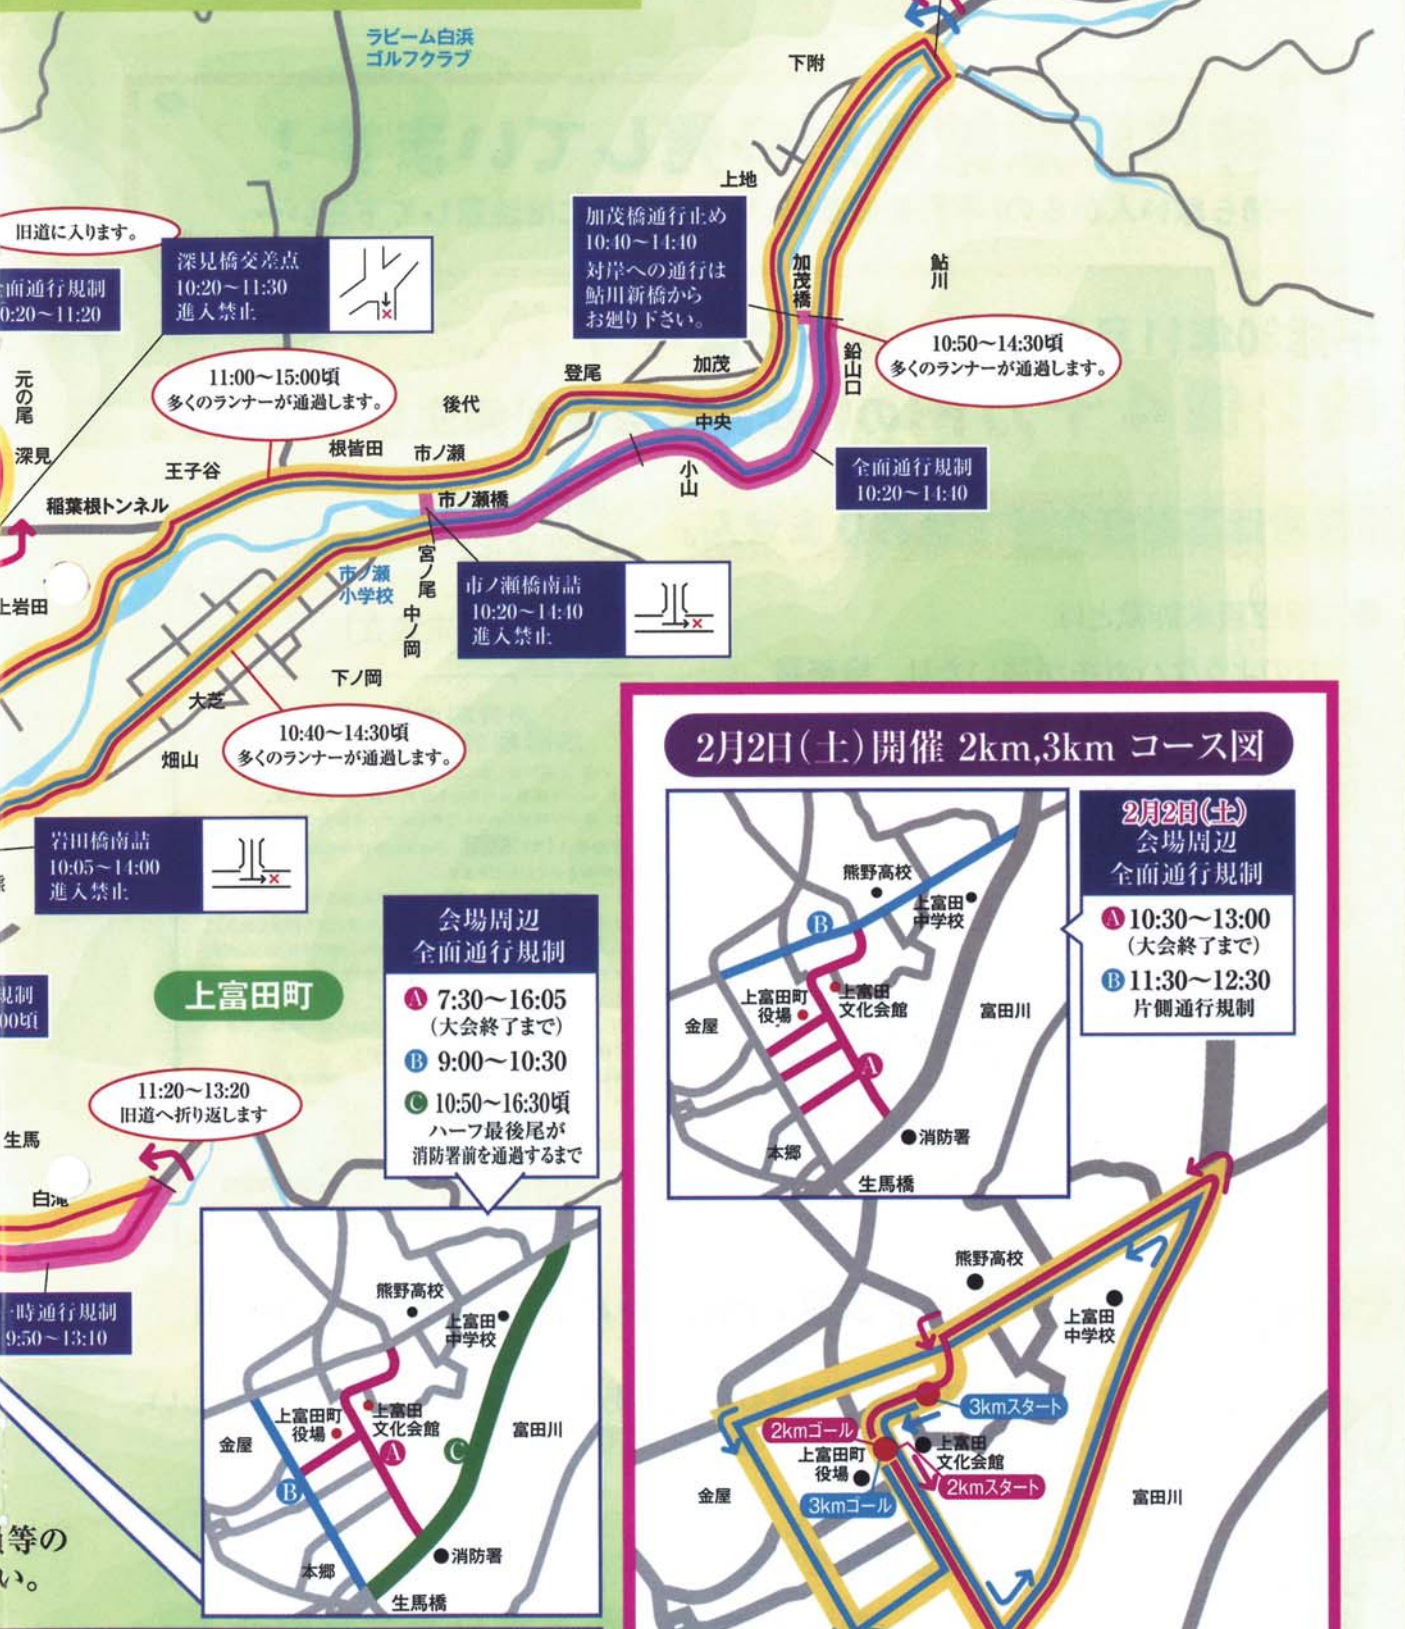 ラビーム白浜
ゴルフクラブ
下附
上地
旧道に入ります。
深見橋交差点
10:20～11:30
進入禁止
面通行規制
0:20～11:20
加茂橋通行止め
10:40～14:40
対岸への通行は
鮎川新橋から
お廻り下さい。
加茂橋
鮎川
10:50～14:30頃
多くのランナーが通過します。
鉛山口
元の尾
深見
11:00～15:00頃
多くのランナーが通過します。
後代
登尾
加茂
中央
小山
根皆田
市ノ瀬
王子谷
稲葉根トンネル
市ノ瀬橋
全面通行規制
10:20～14:40
上岩田
市ノ瀬
小学校
宮ノ尾
中ノ岡
市ノ瀬橋南詰
10:20～14:40
進入禁止
下ノ岡
大芝
畑山
10:40～14:30頃
多くのランナーが通過します。
岩田橋南詰
10:05～14:00
進入禁止
規制
00頃
上富田町
会場周辺
全面通行規制
A 7:30～16:05
(大会終了まで)
B 9:00～10:30
C 10:50～16:30頃
ハーフ最後尾が
消防署前を通過するまで
11:20～13:20
旧道へ折り返します
生馬
白滝
一時通行規制
9:50～13:10
等の
い。
熊野高校
上富田
中学校
上富田町
役場
上富田
文化会館
金屋
富田川
A
B
C
消防署
本郷
生馬橋
2月2日(土)開催 2km,3km コース図
2月2日(土)
会場周辺
全面通行規制
A 10:30～13:00
(大会終了まで)
B 11:30～12:30
片側通行規制
熊野高校
上富田
中学校
B
上富田町
役場
上富田
文化会館
金屋
富田川
A
消防署
本郷
生馬橋
熊野高校
上富田
中学校
3kmスタート
2kmゴール
上富田町
役場
上富田
文化会館
2kmスタート
3kmゴール
金屋
富田川